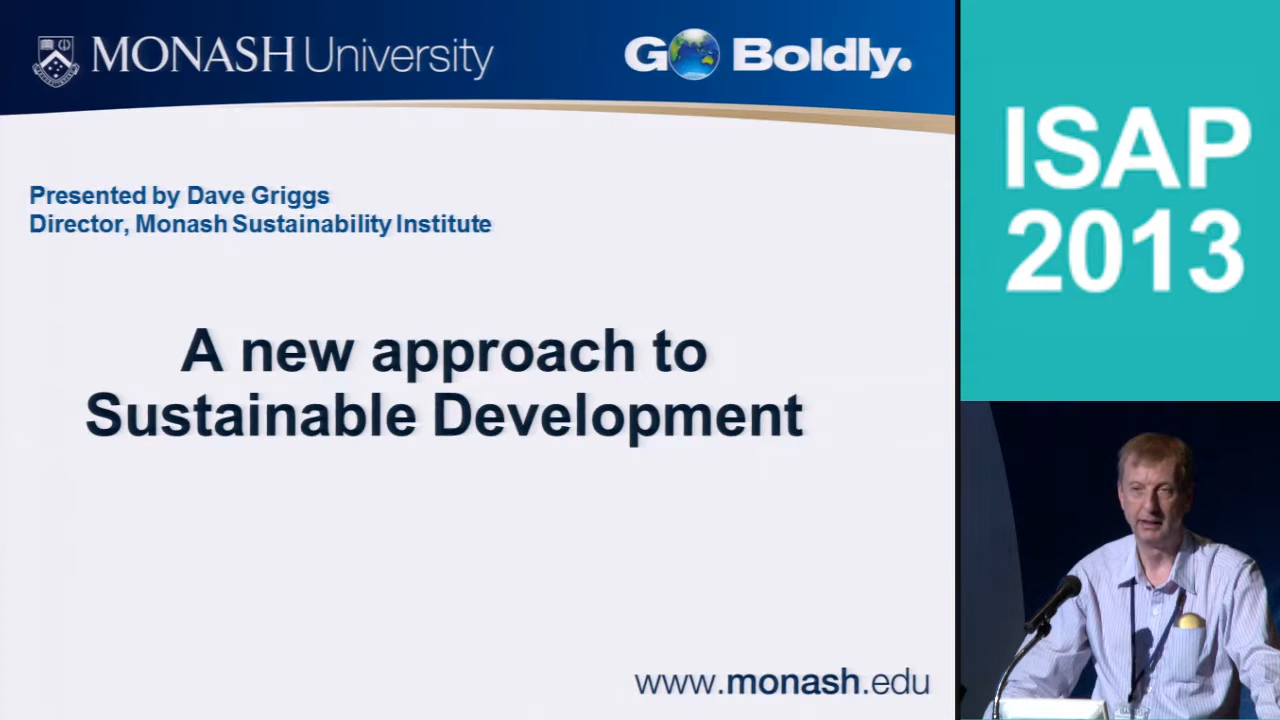 MONASH University
GO Boldly.
Presented by Dave Griggs
Director, Monash Sustainability Institute
A new approach to
Sustainable Development
www.monash.edu
ISAP
2013